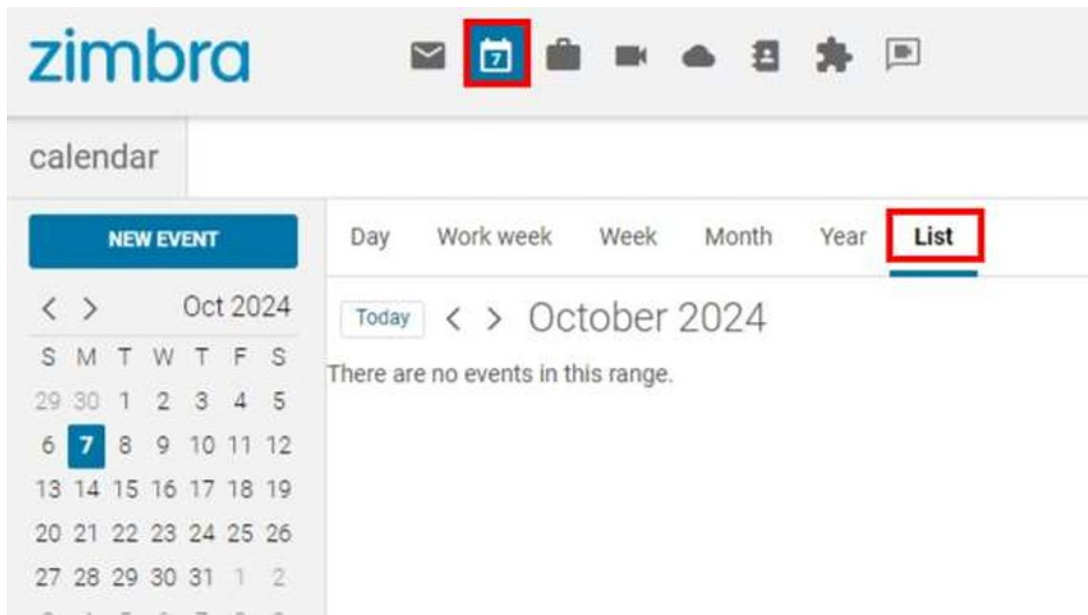 zimbra
7
calendar
NEW EVENT
Day Work week Week Month Year List
< > Oct 2024
Today < > October 2024
S M T W T F S
There are no events in this range.
29 30 1 2 3 4 5
6 7 8 9 10 11 12
13 14 15 16 17 18 19
20 21 22 23 24 25 26
27 28 29 30 31 1 2